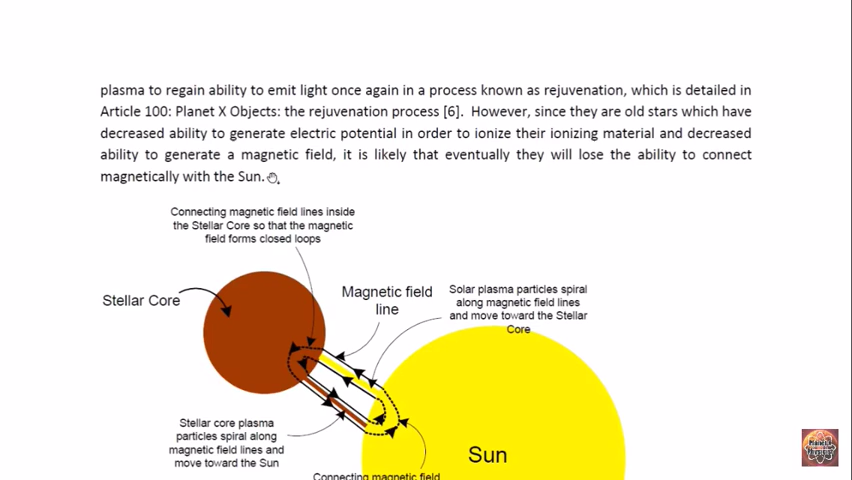 plasma to regain ability to emit light once again in a process known as rejuvenation, which is detailed in
Article 100: Planet X Objects: the rejuvenation process [6].  However, since they are old stars which have
decreased ability to generate electric potential in order to ionize their ionizing material and decreased
ability to generate a magnetic field, it is likely that eventually they will lose the ability to connect
magnetically with the Sun.
Connecting magnetic field lines inside
the Stellar Core so that the magnetic
field forms closed loops
Stellar Core
Magnetic field
line
Solar plasma particles spiral
along magnetic field lines
and move toward the Stellar
Core
Stellar core plasma
particles spiral along
magnetic field lines and
move toward the Sun
Sun
Connecting magnetic field